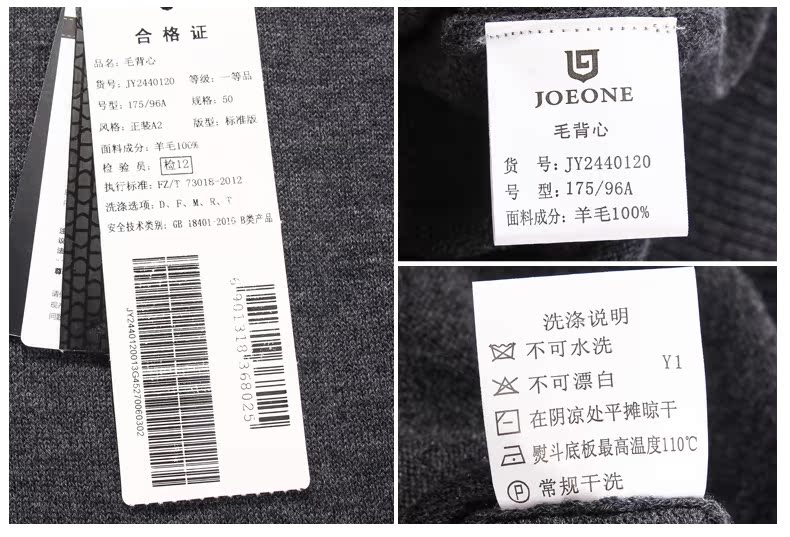 合格证
品名: 毛背心
货号: JY2440120 等级: 一等品
号型: 175/96A 规格: 50
风格: 正装A2 版型: 标准版
面料成分: 羊毛100%
检 验 员: 检12
执行标准: FZ/T 73018-2012
洗涤选项: D、F、M、R、T
安全技术类别: GB 18401-2010 B类产品
JY2440120013G4527006030​2
6901318368025
JOEONE
毛背心
货 号: JY2440120
号 型: 175/96A
面料成分: 羊毛100%
洗涤说明
不可水洗
Y1
不可漂白
在阴凉处平摊晾干
熨斗底板最高温度110℃
P 常规干洗